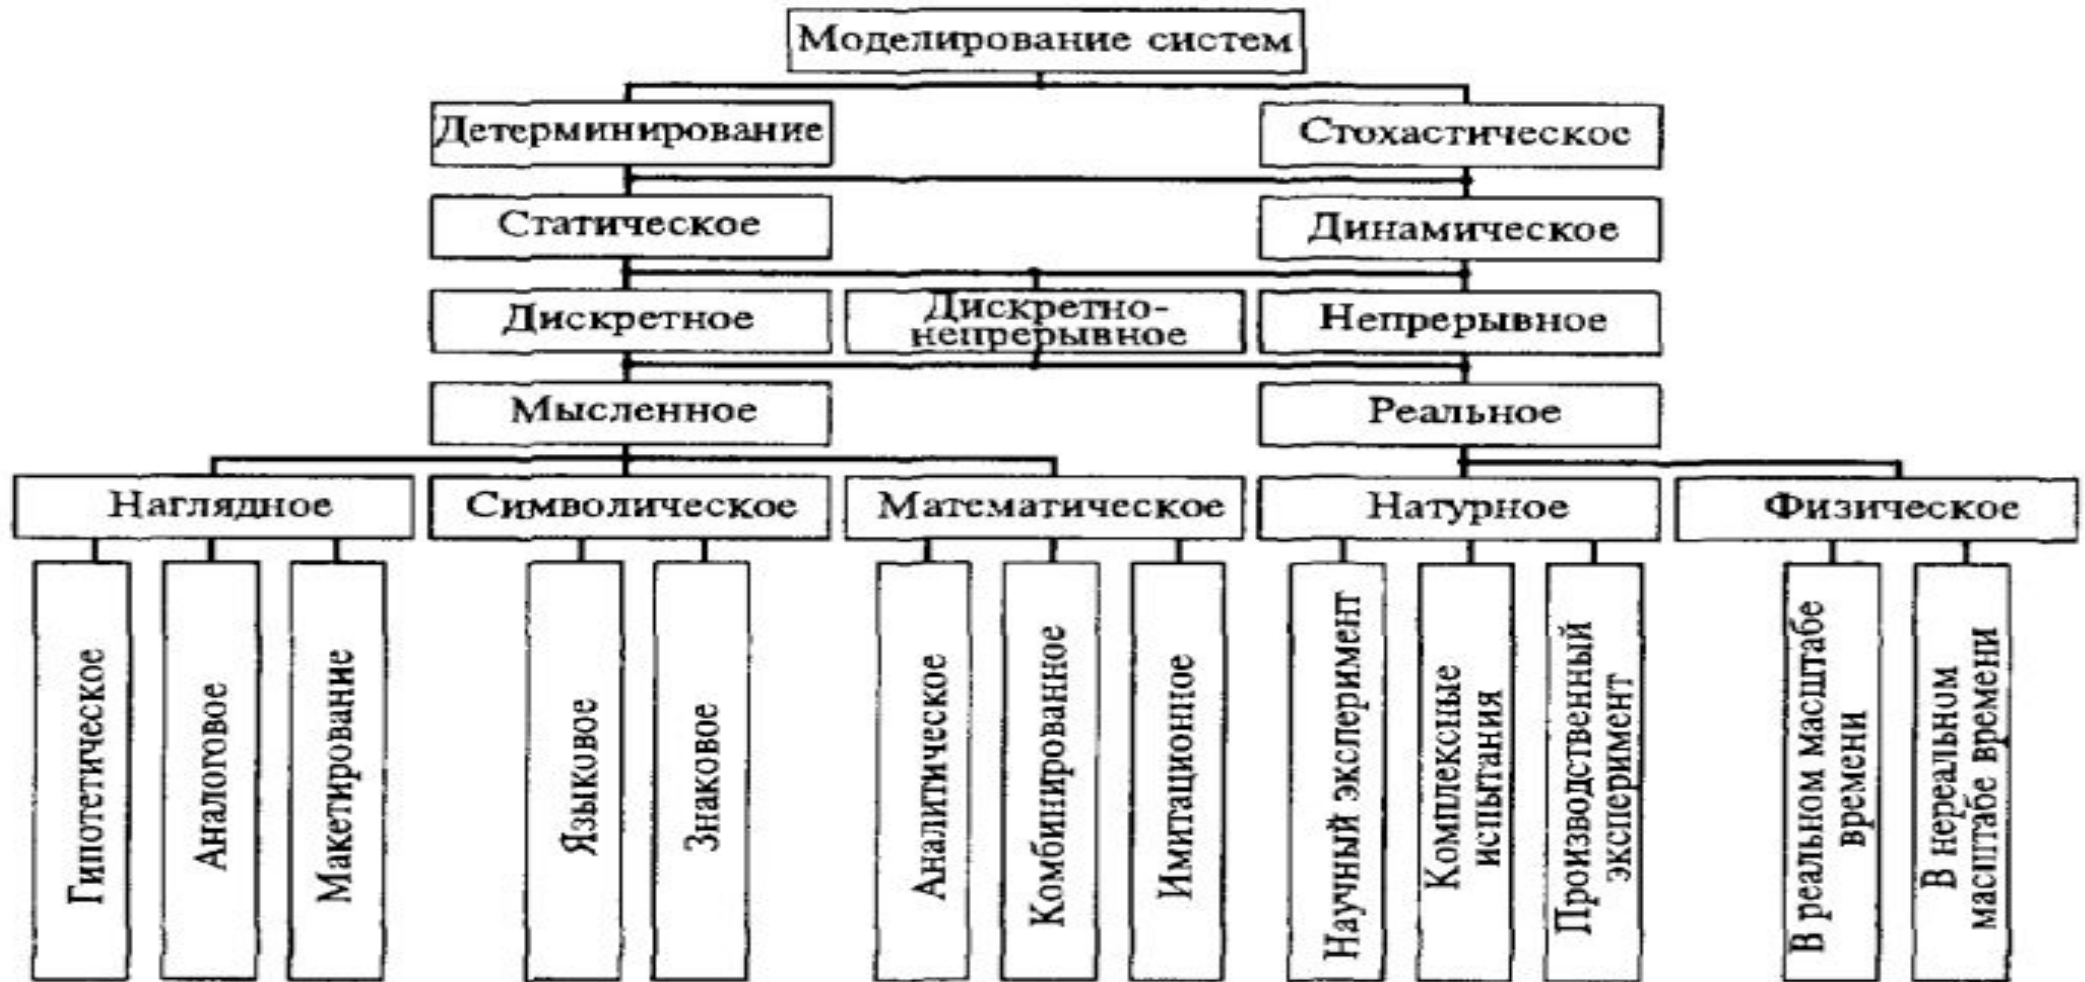 Моделирование систем
Детерминирование
Стохастическое
Статическое
Динамическое
Дискретное
Дискретно-
непрерывное
Непрерывное
Мысленное
Реальное
Наглядное
Символическое
Математическое
Натурное
Физическое
Гипотетическое
Аналоговое
Макетирование
Языковое
Знаковое
Аналитическое
Комбинированное
Имитационное
Научный эксперимент
Комплексные
испытания
Производственный
эксперимент
В реальном масштабе
времени
В нереальном
масштабе времени